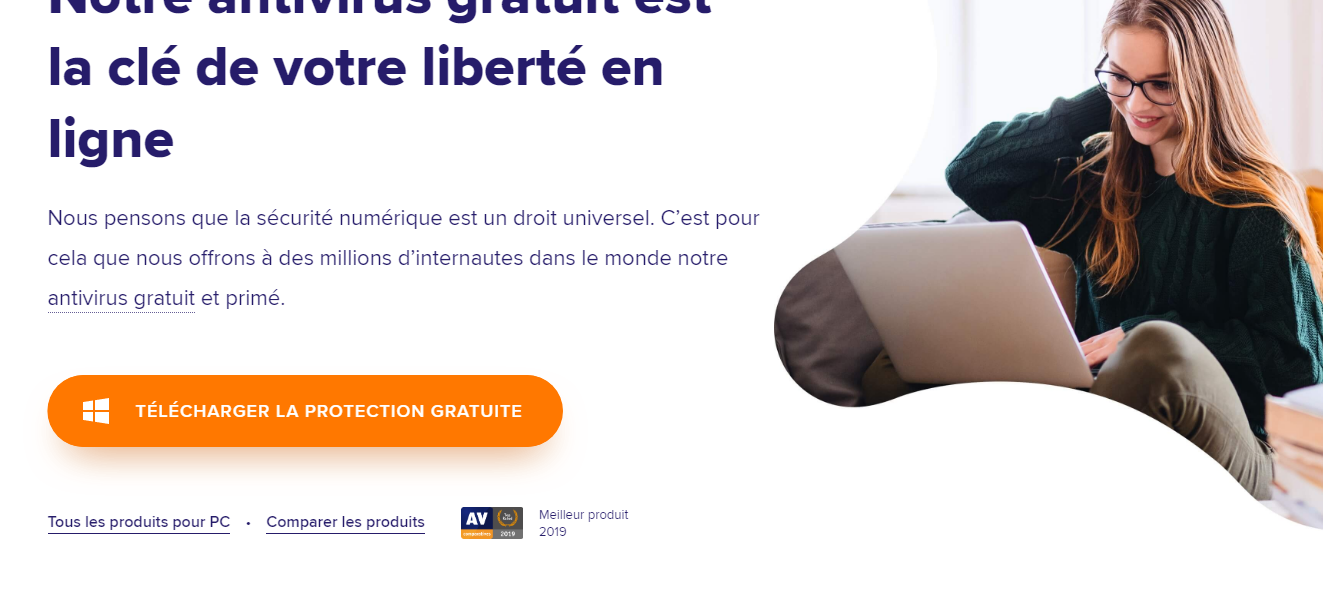 Notre antivirus gratuit est
la clé de votre liberté en
ligne
Nous pensons que la sécurité numérique est un droit universel. C’est pour
cela que nous offrons à des millions d’internautes dans le monde notre
antivirus gratuit et primé.
TÉLÉCHARGER LA PROTECTION GRATUITE
Tous les produits pour PC • Comparer les produits
AV
comparatives 2019
Meilleur produit
2019